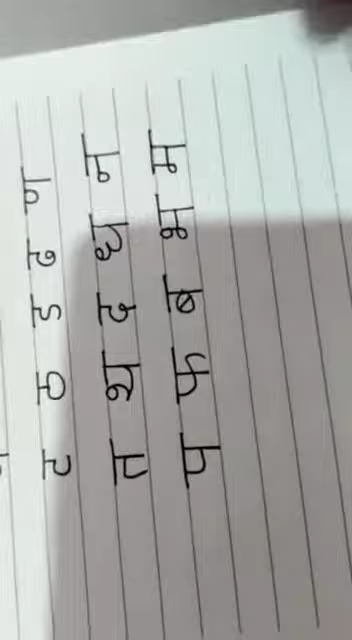 ट ठ ड ढ ण
त थ द ध न
प फ ब भ म